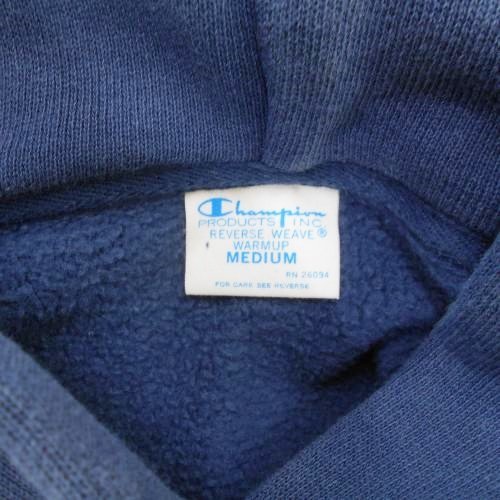 Champion
PRODUCTS INC.
REVERSE WEAVE®
WARMUP
MEDIUM
RN 26094
FOR CARE SEE REVERSE